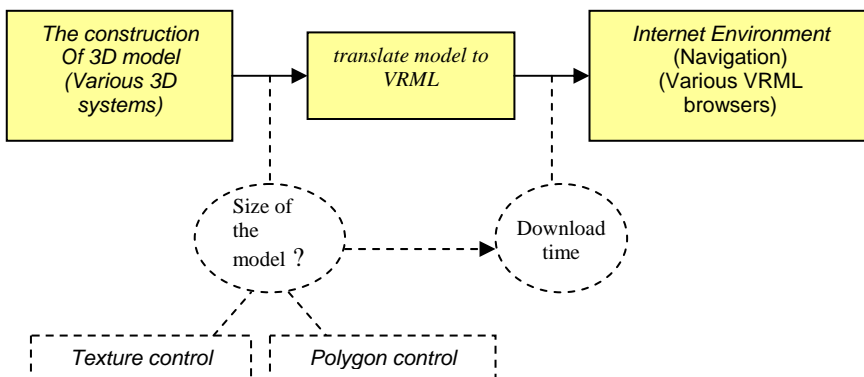 The construction
Of 3D model
(Various 3D
systems)
translate model to
VRML
Internet Environment
(Navigation)
(Various VRML
browsers)
Size of
the
model ?
Download
time
Texture control
Polygon control